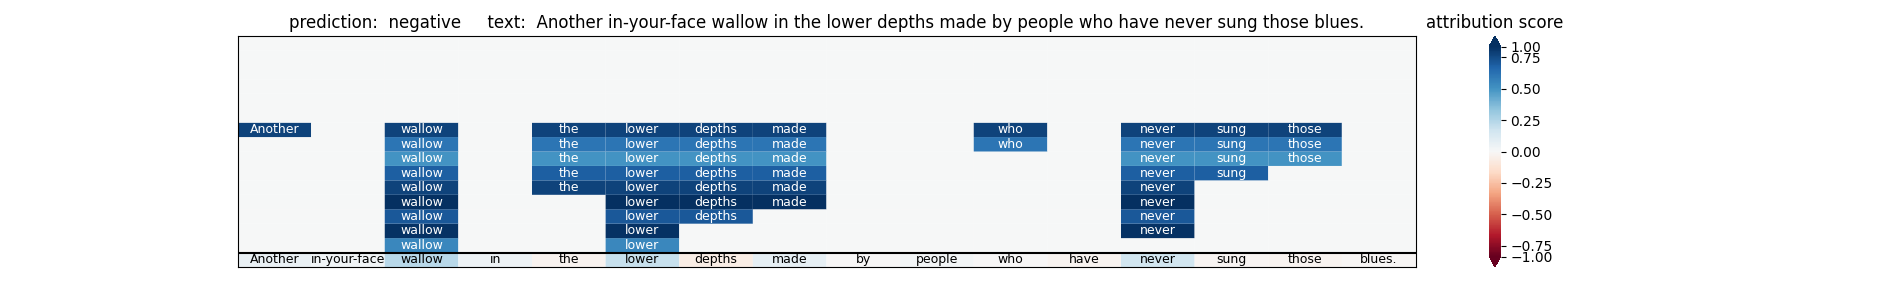 prediction:  negative     text:  Another in-your-face wallow in the lower depths made by people who have never sung those blues.
attribution score
Another wallow the lower depths made who never sung those
wallow the lower depths made who never sung those
wallow the lower depths made never sung those
wallow the lower depths made never sung
wallow the lower depths made never
wallow lower depths made never
wallow lower depths never
wallow lower never
wallow lower
Another in-your-face wallow in the lower depths made by people who have never sung those blues.
1.00
0.75
0.50
0.25
0.00
−0.25
−0.50
−0.75
−1.00